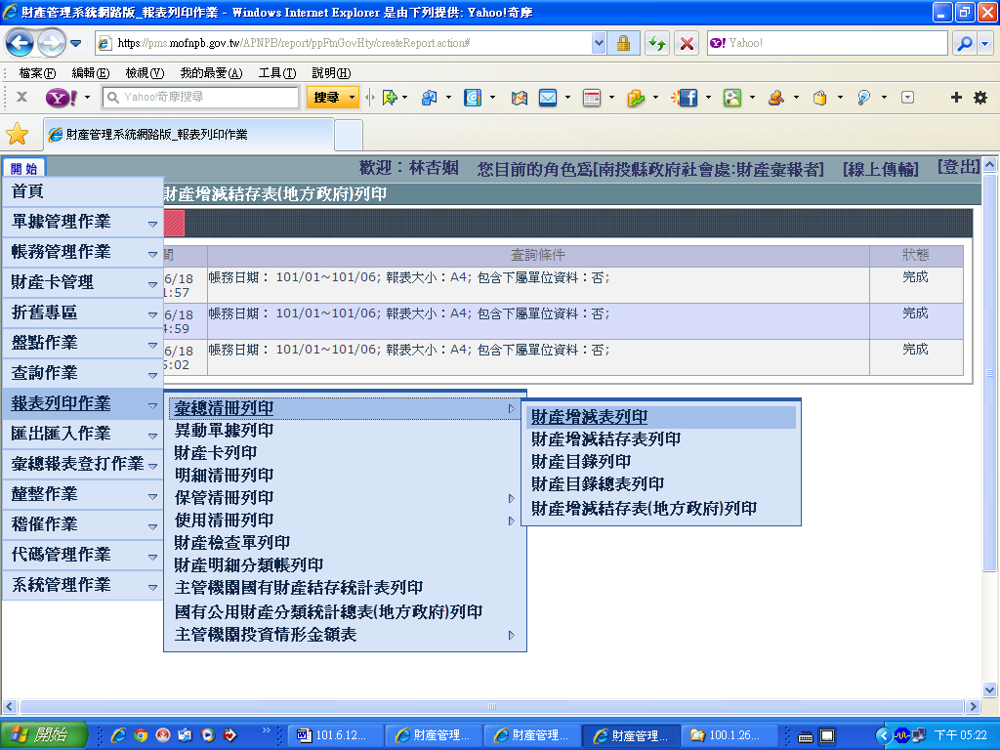 財產管理系統網路版_報表列印作業 - Windows Internet Explorer 是由下列提供: Yahoo!奇摩
https://pms.mofnpb.gov.tw/APNPB/report/ppFtnGovHty/createReport.action#
Yahoo!
檔案(F) 編輯(E) 檢視(V) 我的最愛(A) 工具(T) 說明(H)
Y! Yahoo!奇摩搜尋 搜尋
財產管理系統網路版_報表列印作業
開 始
歡迎：林杏姻 您目前的角色為[南投縣政府社會處:財產彙報者] [線上傳輸] [登出]
財產增減結存表(地方政府)列印
首頁
單據管理作業
帳務管理作業
財產卡管理
折舊專區
盤點作業
查詢作業
報表列印作業
匯出匯入作業
彙總報表登打作業
釐整作業
稽催作業
代碼管理作業
系統管理作業
間 查詢條件 狀態
6/18 帳務日期： 101/01~101/06; 報表大小：A4; 包含下屬單位資料：否; 完成
:57
6/18 帳務日期： 101/01~101/06; 報表大小：A4; 包含下屬單位資料：否; 完成
:59
6/18 帳務日期： 101/01~101/06; 報表大小：A4; 包含下屬單位資料：否; 完成
:02
彙總清冊列印
異動單據列印
財產卡列印
明細清冊列印
保管清冊列印
使用清冊列印
財產檢查單列印
財產明細分類帳列印
主管機關國有財產結存統計表列印
國有公用財產分類統計總表(地方政府)列印
主管機關投資情形金額表
財產增減表列印
財產增減結存表列印
財產目錄列印
財產目錄總表列印
財產增減結存表(地方政府)列印
開始 101.6.12... 財產管理... 財產管理... 財產管理... 100.1.26... 下午 05:22